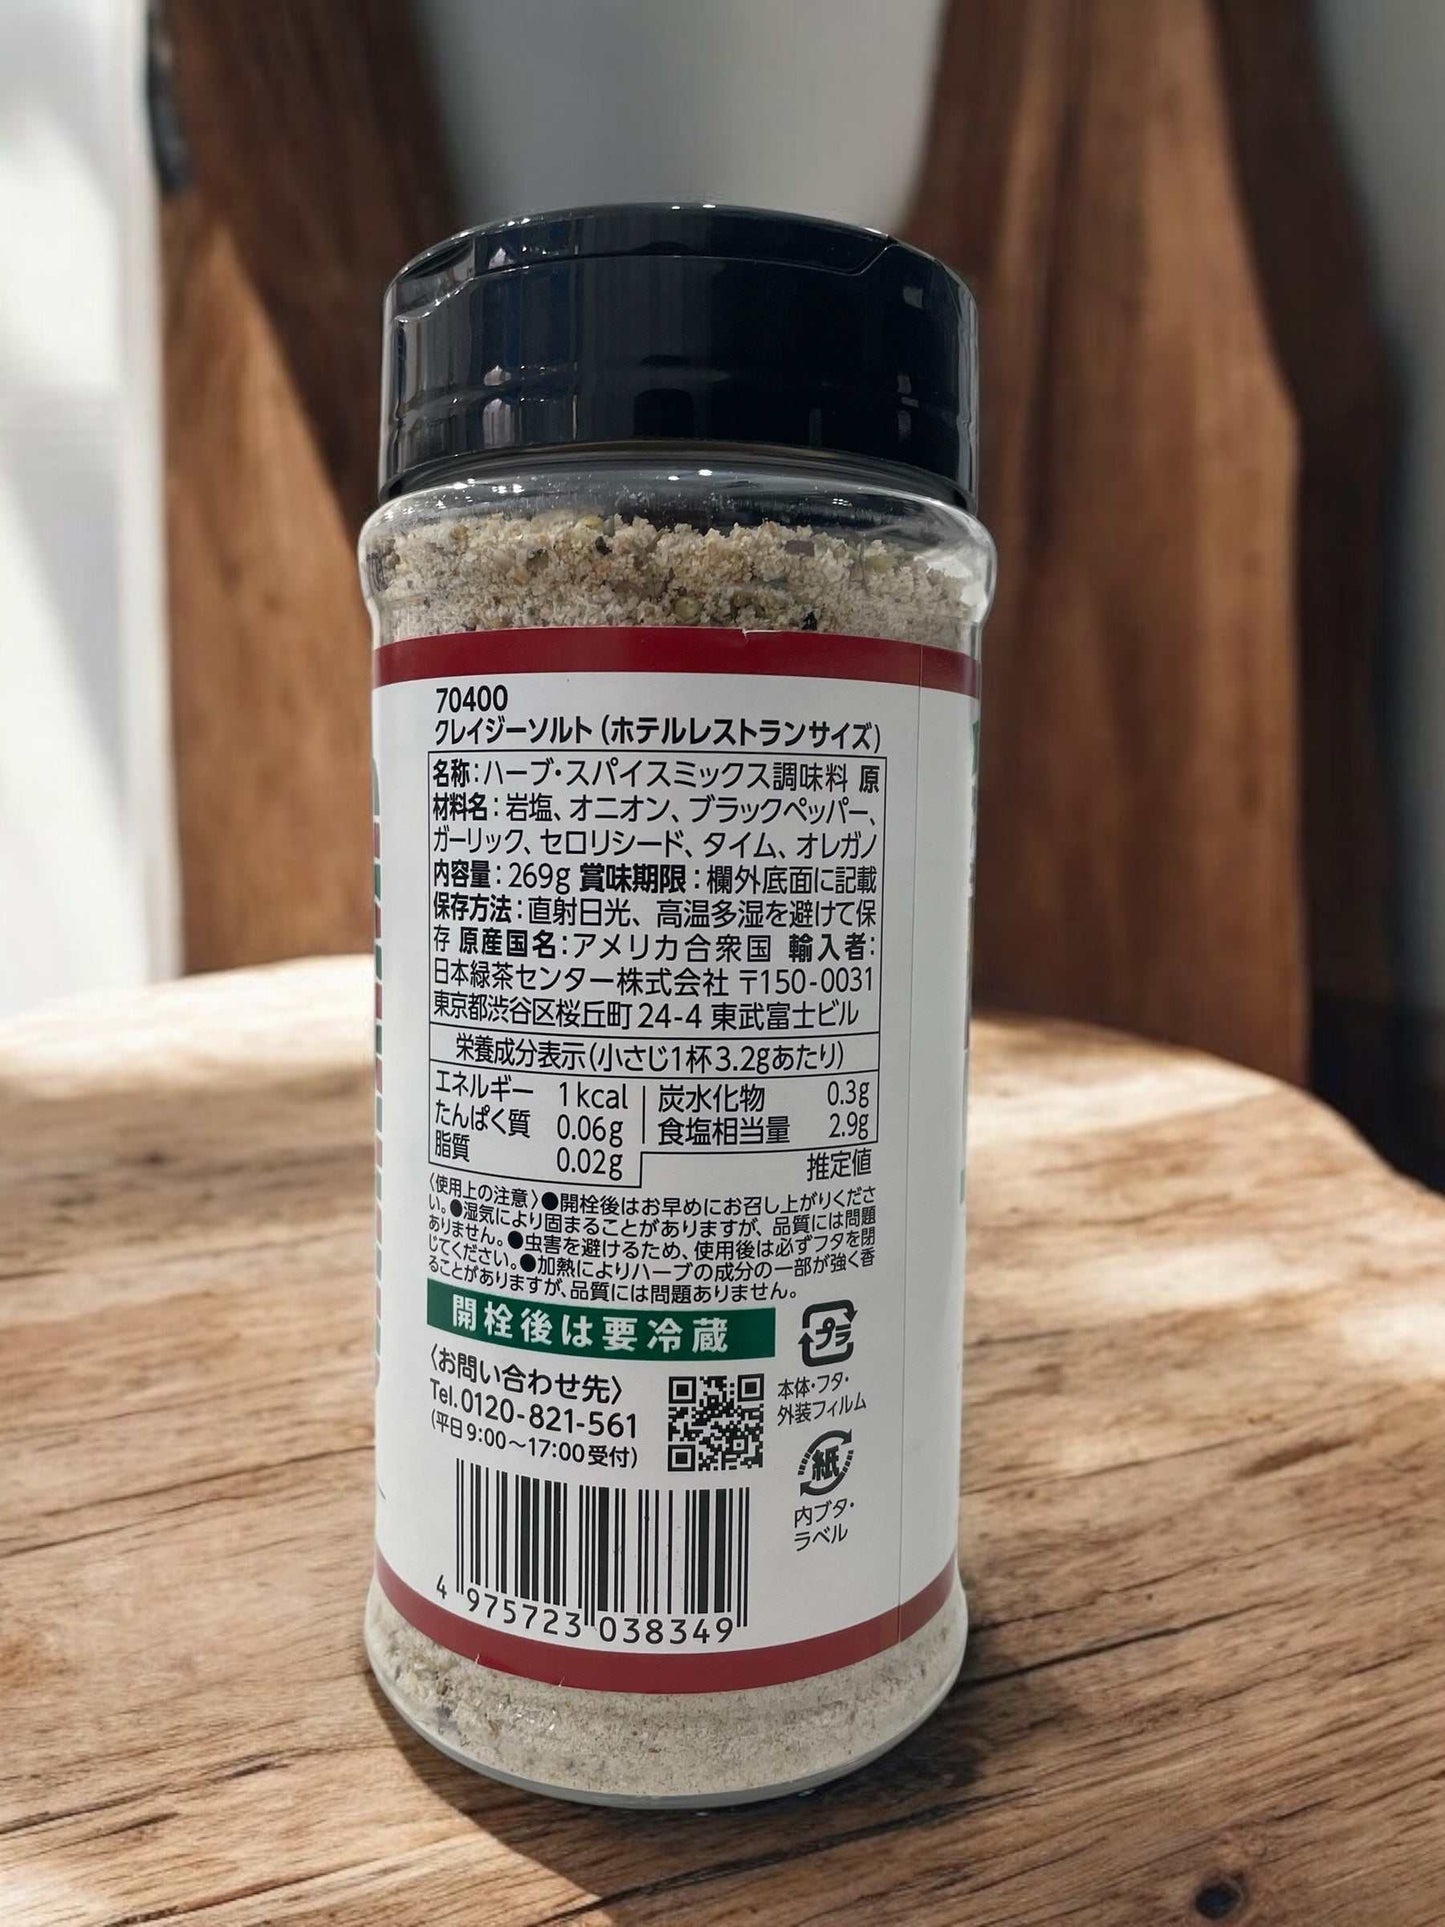 70400
クレイジーソルト(ホテルレストランサイズ)
名称:ハーブ・スパイスミックス調味料 原
材料名:岩塩、オニオン、ブラックペッパー、
ガーリック、セロリシード、タイム、オレガノ
内容量:269g 賞味期限:欄外底面に記載
保存方法:直射日光、高温多湿を避けて保
存 原産国名:アメリカ合衆国 輸入者:
日本緑茶センター株式会社 〒150-0031
東京都渋谷区桜丘町24-4 東武富士ビル
栄養成分表示(小さじ1杯3.2gあたり)
エネルギー 1kcal 炭水化物 0.3g
たんぱく質 0.06g 食塩相当量 2.9g
脂質 0.02g 推定値
〈使用上の注意〉●開栓後はお早めにお召し上がりくださ
い。●湿気により固まることがありますが、品質には問題
ありません。●虫害を避けるため、使用後は必ずフタを閉
じてください。●加熱によりハーブの成分の一部が強く香
ることがありますが、品質には問題ありません。
開栓後は要冷蔵
プラ
本体・フタ・
外装フィルム
〈お問い合わせ先〉
Tel.0120-821-561
(平日9:00~17:00受付)
紙
内ブタ・
ラベル
4 975723 038349